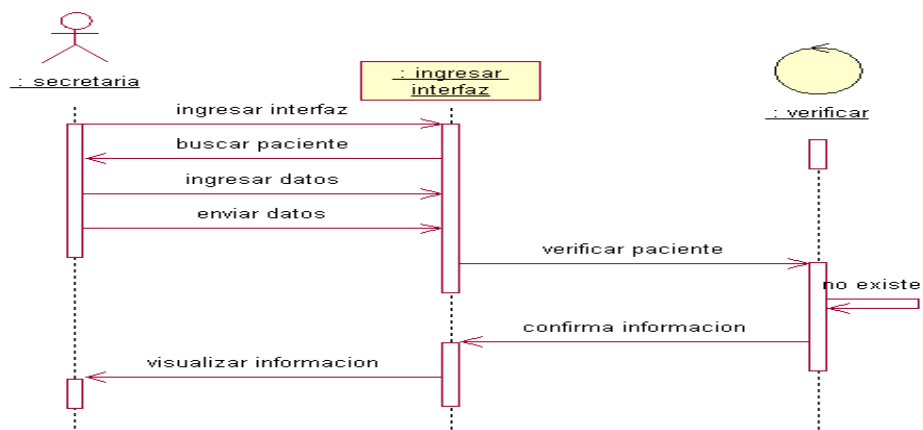 : secretaria
: ingresar
interfaz
: verificar
ingresar interfaz
buscar paciente
ingresar datos
enviar datos
verificar paciente
no existe
confirma informacion
visualizar informacion